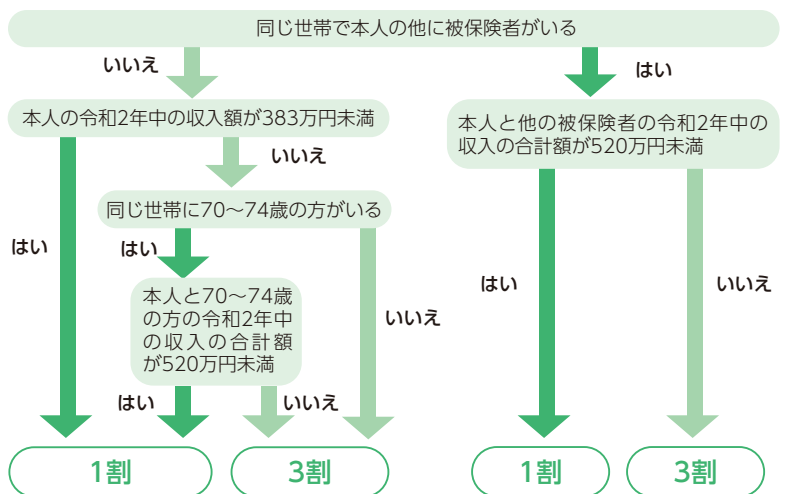 同じ世帯で本人の他に被保険者がいる
いいえ
はい
本人の令和2年中の収入額が383万円未満
本人と他の被保険者の令和2年中の
収入の合計額が520万円未満
いいえ
同じ世帯に70〜74歳の方がいる
はい
はい
本人と70〜74歳
の方の令和2年中
の収入の合計額
が520万円未満
いいえ
はい
いいえ
はい
いいえ
1割
3割
1割
3割